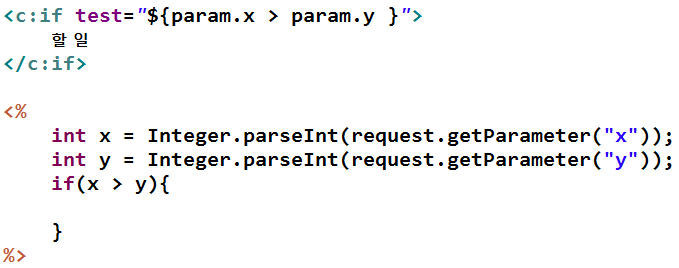 <c:if test="${param.x > param.y }">
    할 일
</c:if>

<%
    int x = Integer.parseInt(request.getParameter("x"));
    int y = Integer.parseInt(request.getParameter("y"));
    if(x > y){

    }
%>